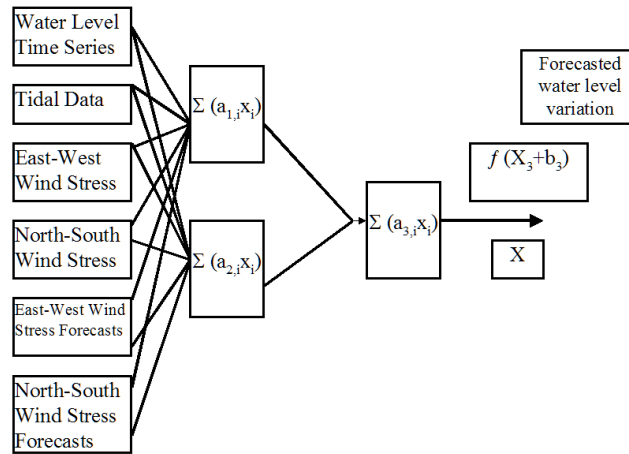 Water Level
Time Series
Tidal Data
East-West
Wind Stress
North-South
Wind Stress
East-West Wind
Stress Forecasts
North-South
Wind Stress
Forecasts
Σ (a1,ixi)
Σ (a2,ixi)
Σ (a3,ixi)
Forecasted
water level
variation
f (X3+b3)
X